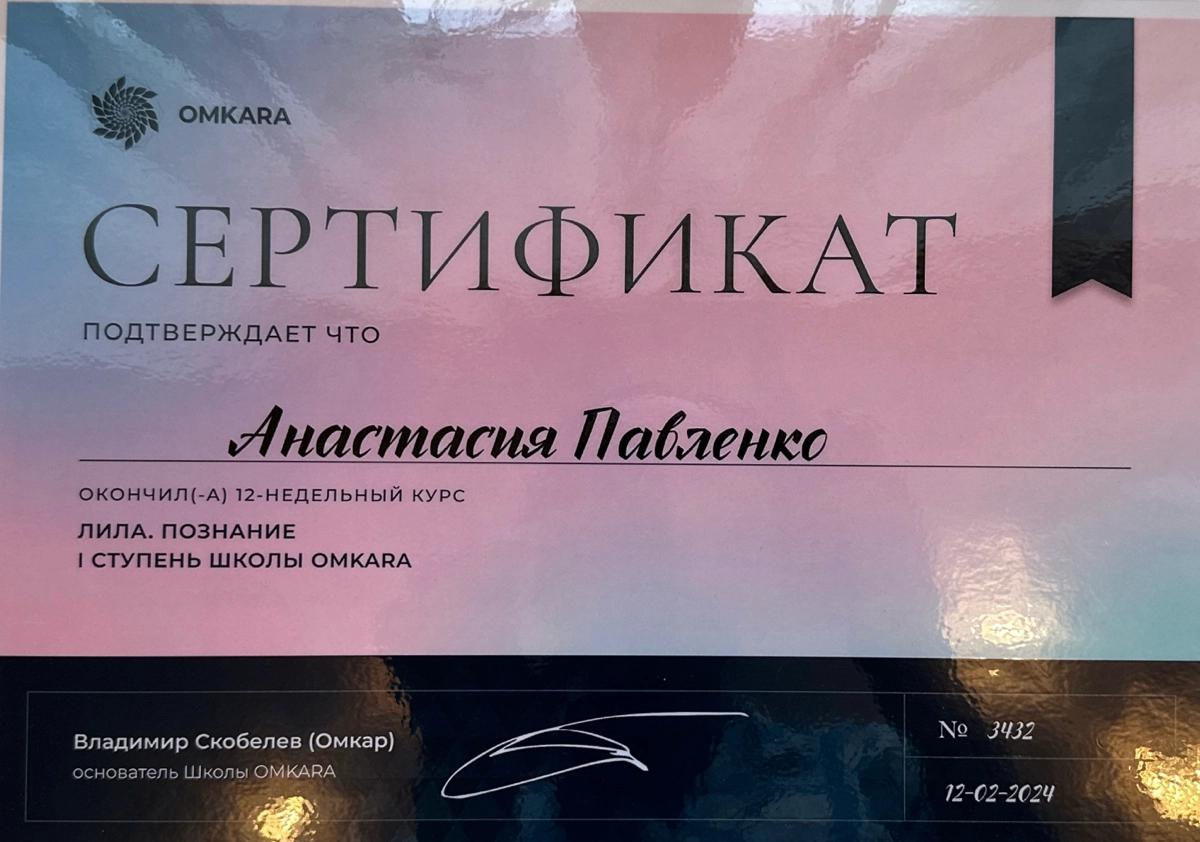 OMKARA
СЕРТИФИКАТ
ПОДТВЕРЖДАЕТ ЧТО
Анастасия Павленко
ОКОНЧИЛ(-А) 12-НЕДЕЛЬНЫЙ КУРС
ЛИЛА. ПОЗНАНИЕ
I СТУПЕНЬ ШКОЛЫ OMKARA
Владимир Скобелев (Омкар)
основатель Школы OMKARA
№ 3432
12-02-2024